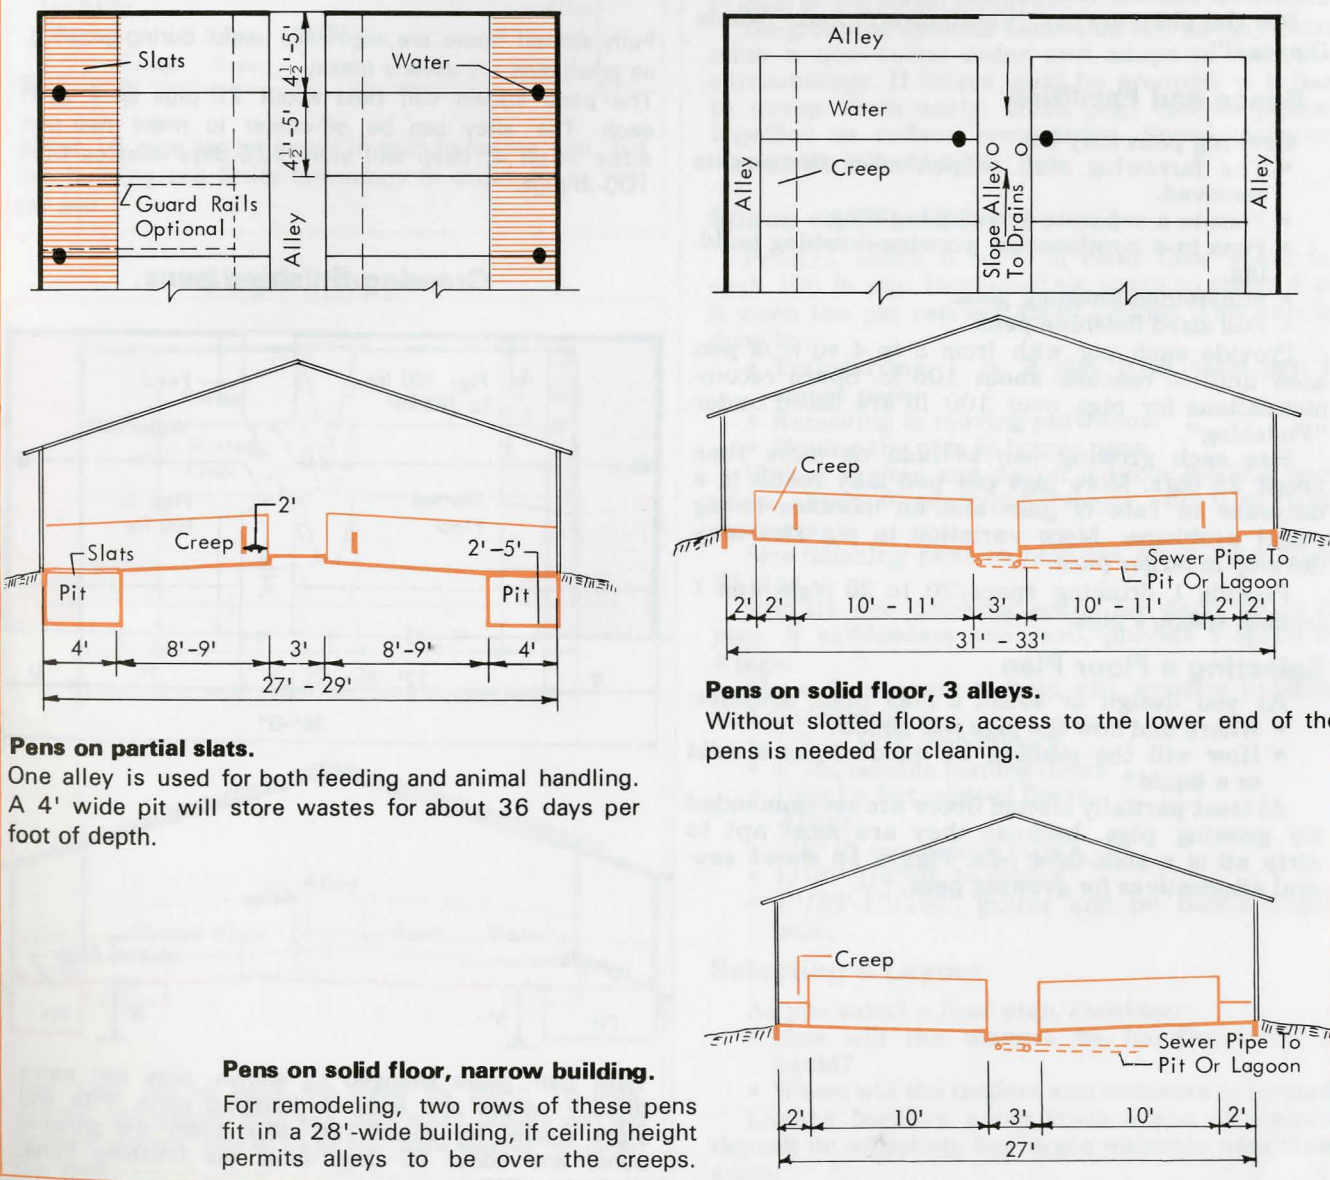 Slats
Water
4½'-5'
4½'-5'
Guard Rails
Optional
Alley
2'
Creep
2'-5'
Slats
Pit
Pit
4'
8'-9'
3'
8'-9'
4'
27'
29'
Pens on partial slats.
One alley is used for both feeding and animal handling.
A 4' wide pit will store wastes for about 36 days per
foot of depth.
Alley
Water
Creep
Alley
Slope Alley
To Drains
Alley
Creep
Sewer Pipe To
Pit Or Lagoon
2'
2'
10' - 11'
3'
10' - 11'
2'
2'
31' - 33'
Pens on solid floor, 3 alleys.
Without slotted floors, access to the lower end of the
pens is needed for cleaning.
Creep
Sewer Pipe To
Pit Or Lagoon
2'
10'
3'
10'
2'
27'
Pens on solid floor, narrow building.
For remodeling, two rows of these pens
fit in a 28'-wide building, if ceiling height
permits alleys to be over the creeps.